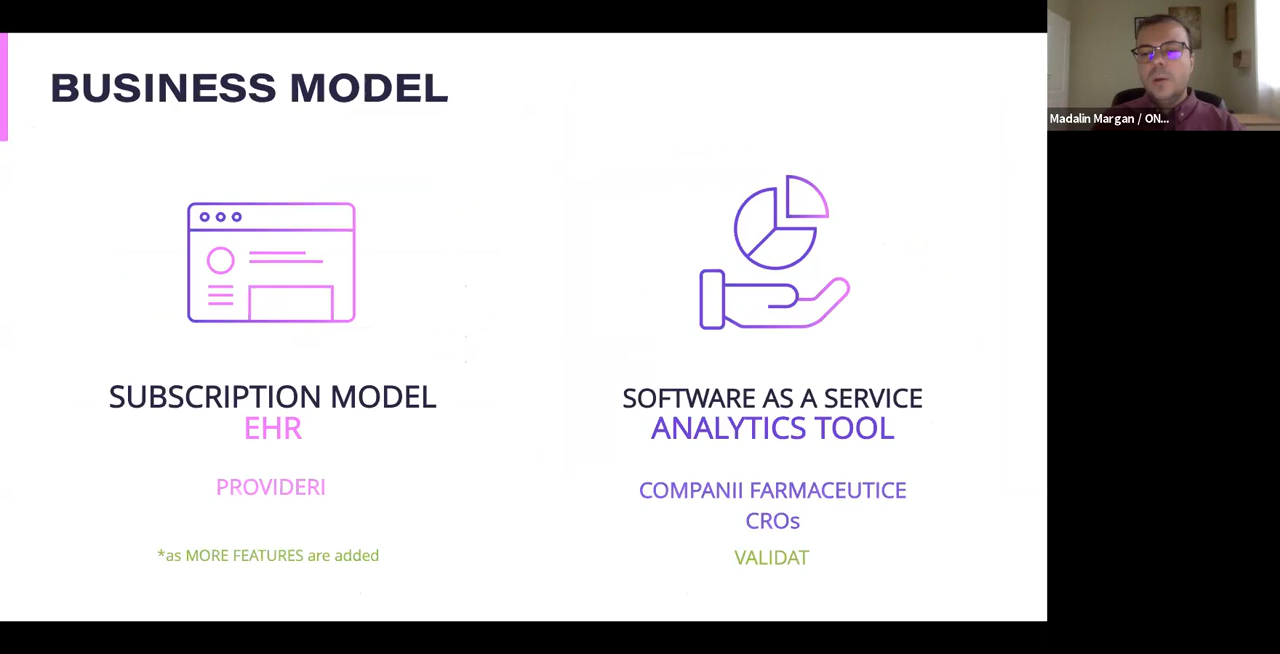 BUSINESS MODEL
Madalin Margan / ON...
SUBSCRIPTION MODEL
EHR
PROVIDERI
*as MORE FEATURES are added
SOFTWARE AS A SERVICE
ANALYTICS TOOL
COMPANII FARMACEUTICE
CROs
VALIDAT